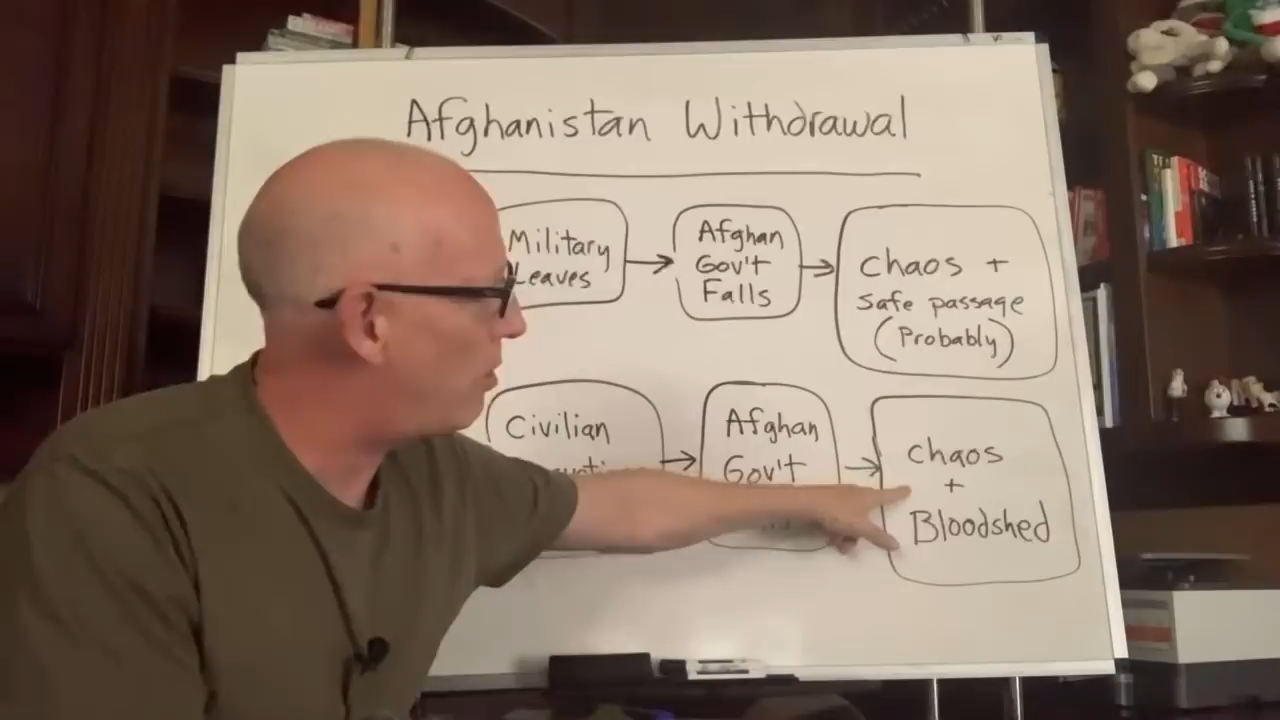 Afghanistan Withdrawal
Military
Leaves
Afghan
Gov't
Falls
Chaos +
Safe passage
(Probably)
Civilian
Afghan
Gov't
Chaos
+
Bloodshed